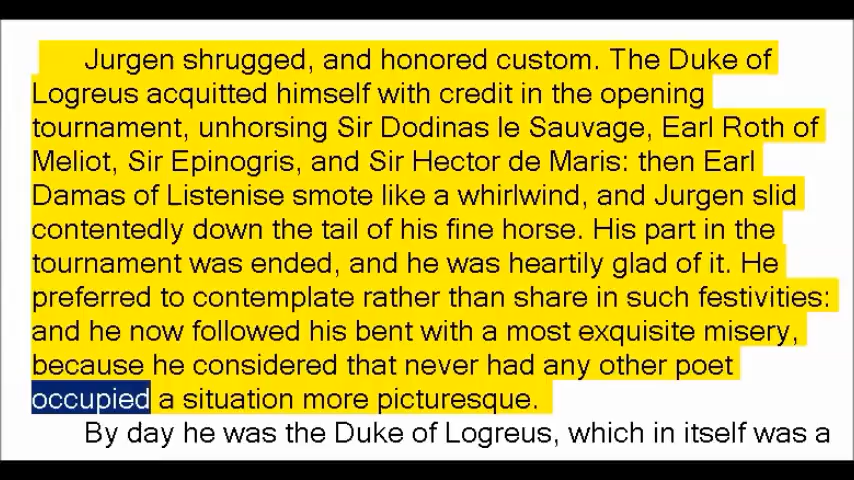 Jurgen shrugged, and honored custom. The Duke of
Logreus acquitted himself with credit in the opening
tournament, unhorsing Sir Dodinas le Sauvage, Earl Roth of
Meliot, Sir Epinogris, and Sir Hector de Maris: then Earl
Damas of Listenise smote like a whirlwind, and Jurgen slid
contentedly down the tail of his fine horse. His part in the
tournament was ended, and he was heartily glad of it. He
preferred to contemplate rather than share in such festivities:
and he now followed his bent with a most exquisite misery,
because he considered that never had any other poet
occupied a situation more picturesque.
By day he was the Duke of Logreus, which in itself was a